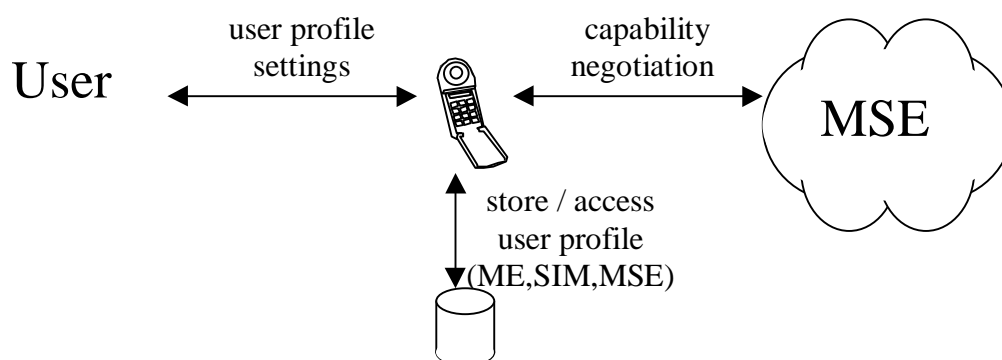 user profile
settings
capability
negotiation
User
MSE
store / access
user profile
(ME,SIM,MSE)